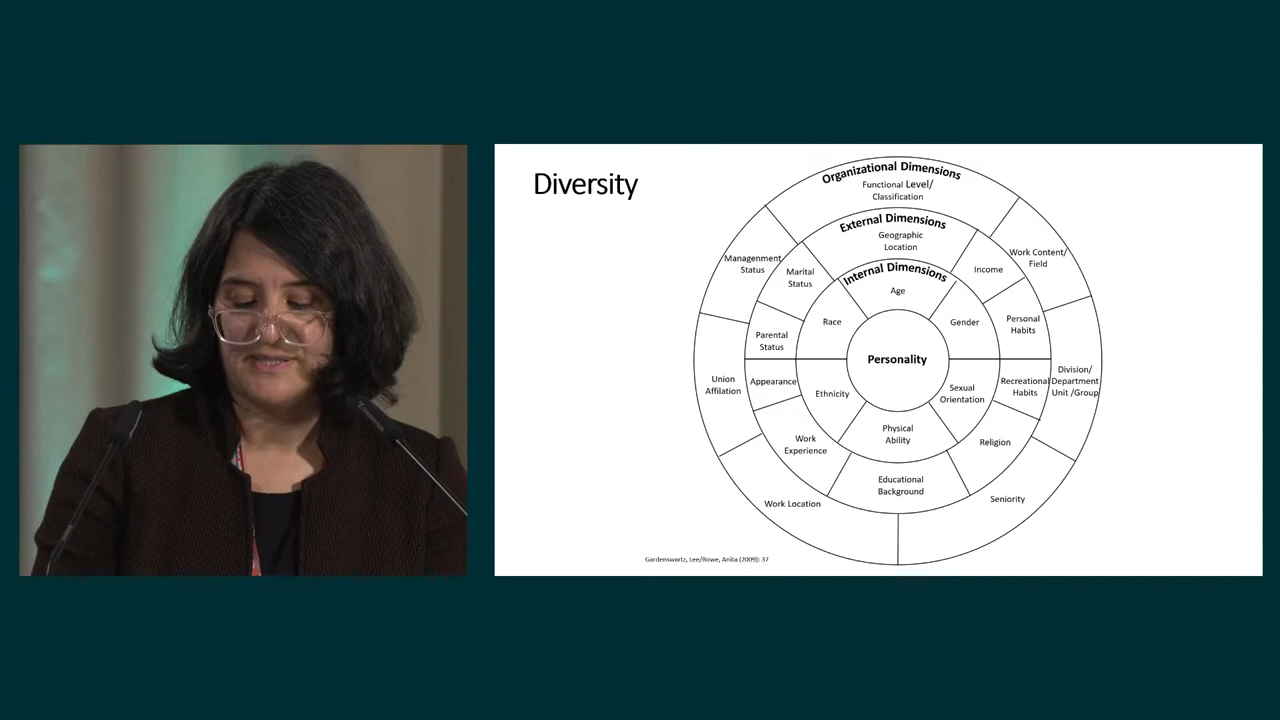 Diversity
Organizational Dimensions
Functional Level/
Classification
External Dimensions
Geographic
Location
Internal Dimensions
Age
Personality
Race
Gender
Ethnicity
Sexual
Orientation
Physical
Ability
Marital
Status
Income
Parental
Status
Personal
Habits
Appearance
Recreational
Habits
Work
Experience
Religion
Educational
Background
Managenment
Status
Work Content/
Field
Union
Affilation
Division/
Department
Unit /Group
Work Location
Seniority
Gardenswartz, Lee/Rowe, Anita (2009): 37